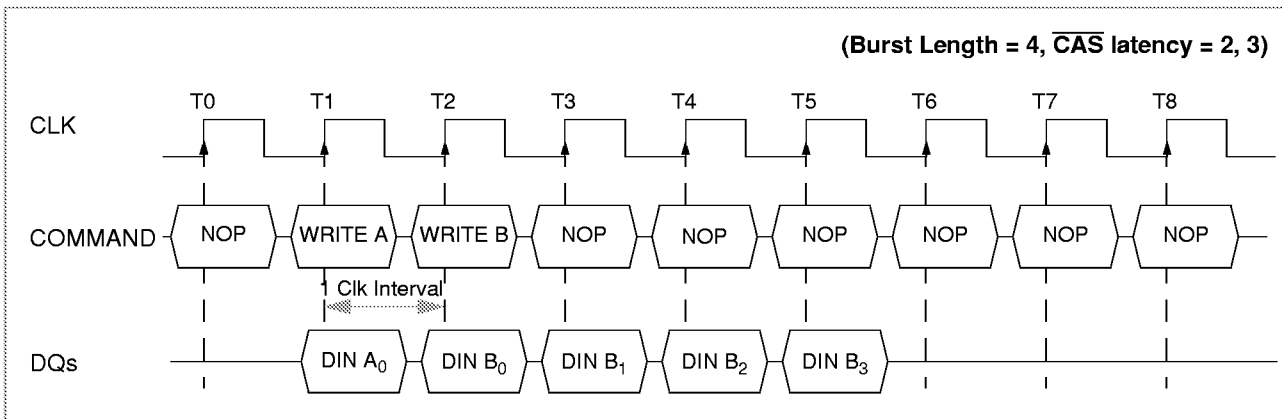 (Burst Length = 4, CAS latency = 2, 3)
T0 T1 T2 T3 T4 T5 T6 T7 T8
CLK
COMMAND NOP WRITE A WRITE B NOP NOP NOP NOP NOP NOP
1 Clk Interval
DQs DIN A0 DIN B0 DIN B1 DIN B2 DIN B3